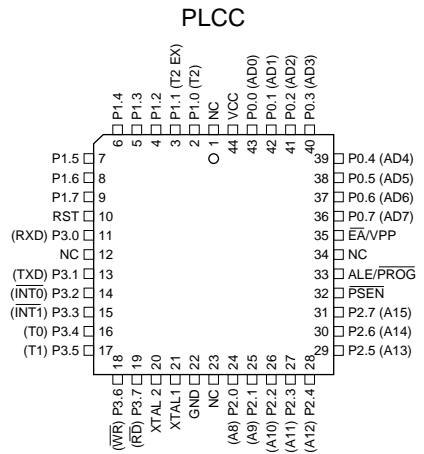 PLCC
P1.4
P1.3
P1.2
P1.1 (T2 EX)
P1.0 (T2)
NC
VCC
P0.0 (AD0)
P0.1 (AD1)
P0.2 (AD2)
P0.3 (AD3)
6
5
4
3
2
1
44
43
42
41
40
P1.5 7
P1.6 8
P1.7 9
RST 10
(RXD) P3.0 11
NC 12
(TXD) P3.1 13
(INT0) P3.2 14
(INT1) P3.3 15
(T0) P3.4 16
(T1) P3.5 17
39 P0.4 (AD4)
38 P0.5 (AD5)
37 P0.6 (AD6)
36 P0.7 (AD7)
35 EA/VPP
34 NC
33 ALE/PROG
32 PSEN
31 P2.7 (A15)
30 P2.6 (A14)
29 P2.5 (A13)
18
19
20
21
22
23
24
25
26
27
28
(WR) P3.6
(RD) P3.7
XTAL2
XTAL1
GND
NC
(A8) P2.0
(A9) P2.1
(A10) P2.2
(A11) P2.3
(A12) P2.4